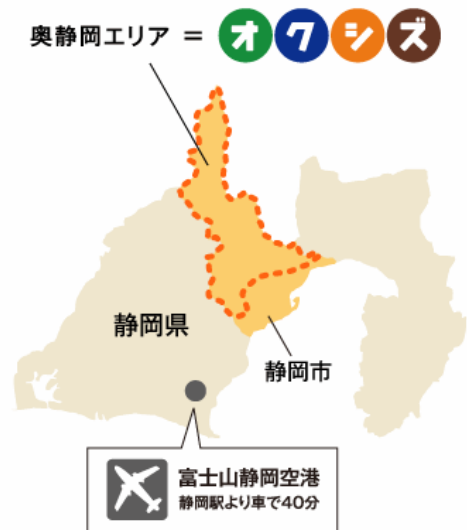 奥静岡エリア = オクシズ
静岡県
静岡市
富士山静岡空港
静岡駅より車で40分